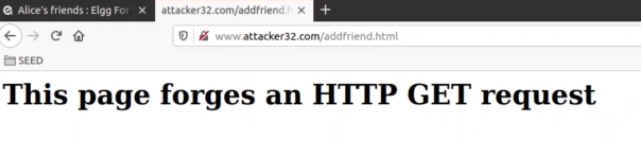 Alice's friends : Elgg For
attacker32.com/addfriend.h
www.attacker32.com/addfriend.html
SEED
This page forges an HTTP GET request